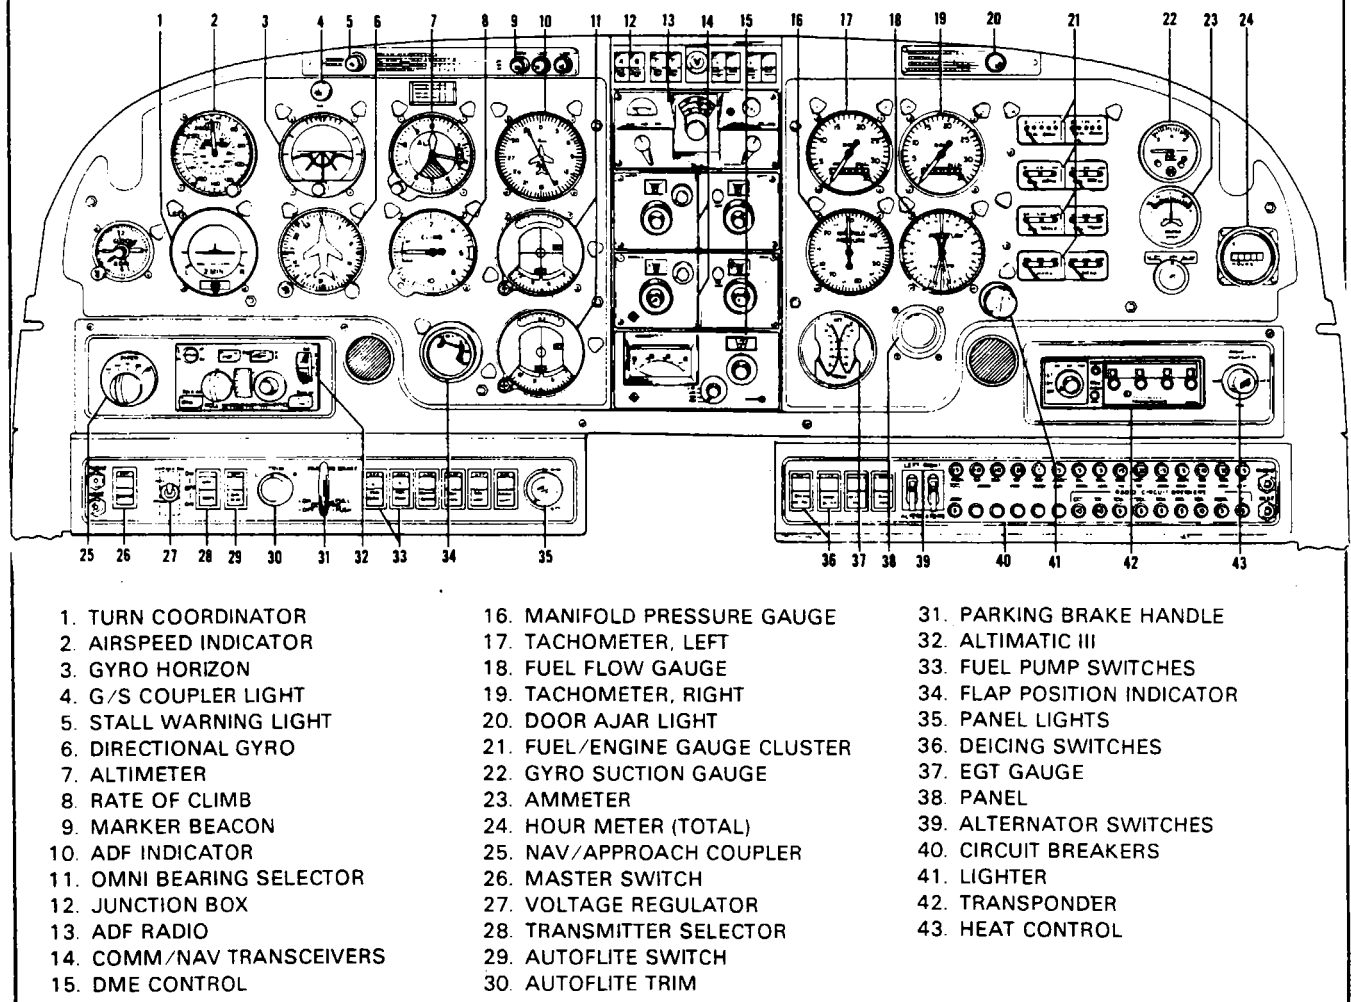 1 2 3 4 5 6 7 8 9 10 11 12 13 14 15 16 17 18 19 20 21 22 23 24
2 MIN
CLIMB
LEFT RIGHT
RADIO CIRCUIT BREAKERS
25 26 27 28 29 30 31 32 33 34 35 36 37 38 39 40 41 42 43
1. TURN COORDINATOR
2. AIRSPEED INDICATOR
3. GYRO HORIZON
4. G/S COUPLER LIGHT
5. STALL WARNING LIGHT
6. DIRECTIONAL GYRO
7. ALTIMETER
8. RATE OF CLIMB
9. MARKER BEACON
10. ADF INDICATOR
11. OMNI BEARING SELECTOR
12. JUNCTION BOX
13. ADF RADIO
14. COMM/NAV TRANSCEIVERS
15. DME CONTROL
16. MANIFOLD PRESSURE GAUGE
17. TACHOMETER, LEFT
18. FUEL FLOW GAUGE
19. TACHOMETER, RIGHT
20. DOOR AJAR LIGHT
21. FUEL/ENGINE GAUGE CLUSTER
22. GYRO SUCTION GAUGE
23. AMMETER
24. HOUR METER (TOTAL)
25. NAV/APPROACH COUPLER
26. MASTER SWITCH
27. VOLTAGE REGULATOR
28. TRANSMITTER SELECTOR
29. AUTOFLITE SWITCH
30. AUTOFLITE TRIM
31. PARKING BRAKE HANDLE
32. ALTIMATIC III
33. FUEL PUMP SWITCHES
34. FLAP POSITION INDICATOR
35. PANEL LIGHTS
36. DEICING SWITCHES
37. EGT GAUGE
38. PANEL
39. ALTERNATOR SWITCHES
40. CIRCUIT BREAKERS
41. LIGHTER
42. TRANSPONDER
43. HEAT CONTROL